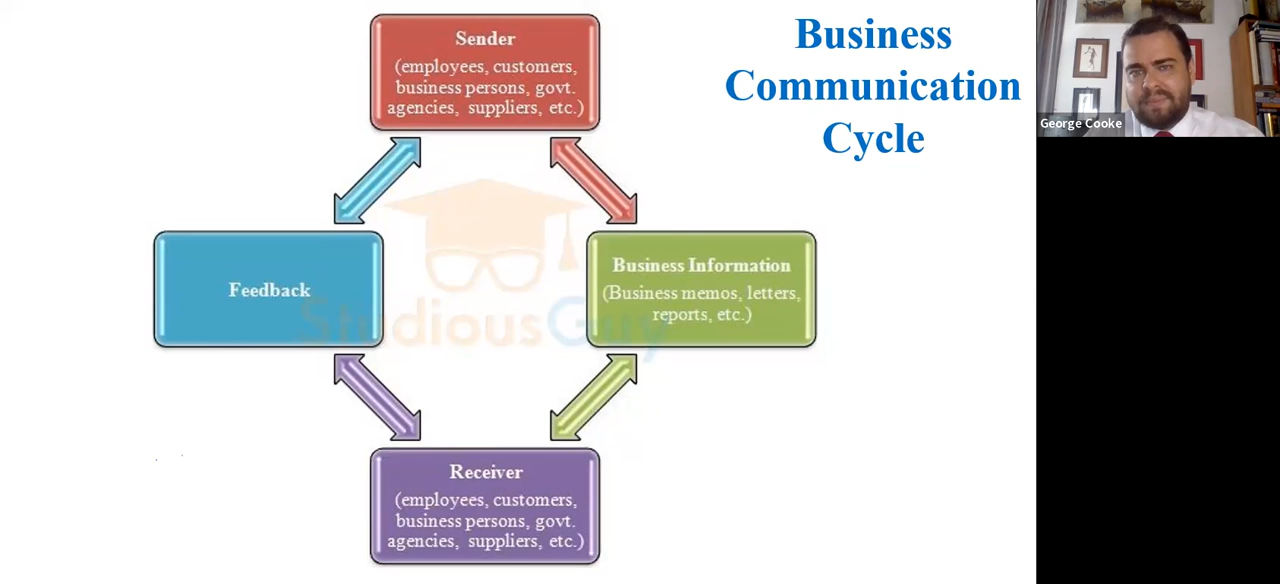 Sender
(employees, customers,
business persons, govt.
agencies, suppliers, etc.)
Business
Communication
Cycle
George Cooke
Feedback
Business Information
(Business memos, letters,
reports, etc.)
StudiousGuy
Receiver
(employees, customers,
business persons, govt.
agencies, suppliers, etc.)